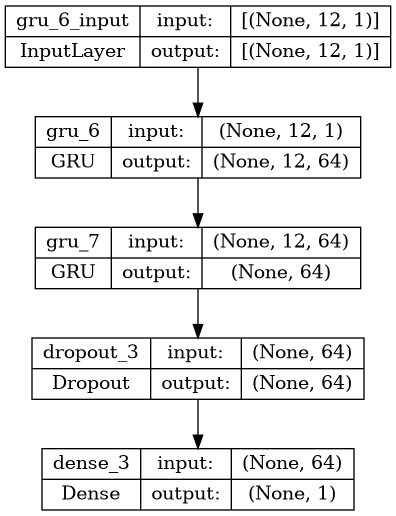 gru_6_input input: [(None, 12, 1)]
InputLayer output: [(None, 12, 1)]
gru_6 input: (None, 12, 1)
GRU output: (None, 12, 64)
gru_7 input: (None, 12, 64)
GRU output: (None, 64)
dropout_3 input: (None, 64)
Dropout output: (None, 64)
dense_3 input: (None, 64)
Dense output: (None, 1)